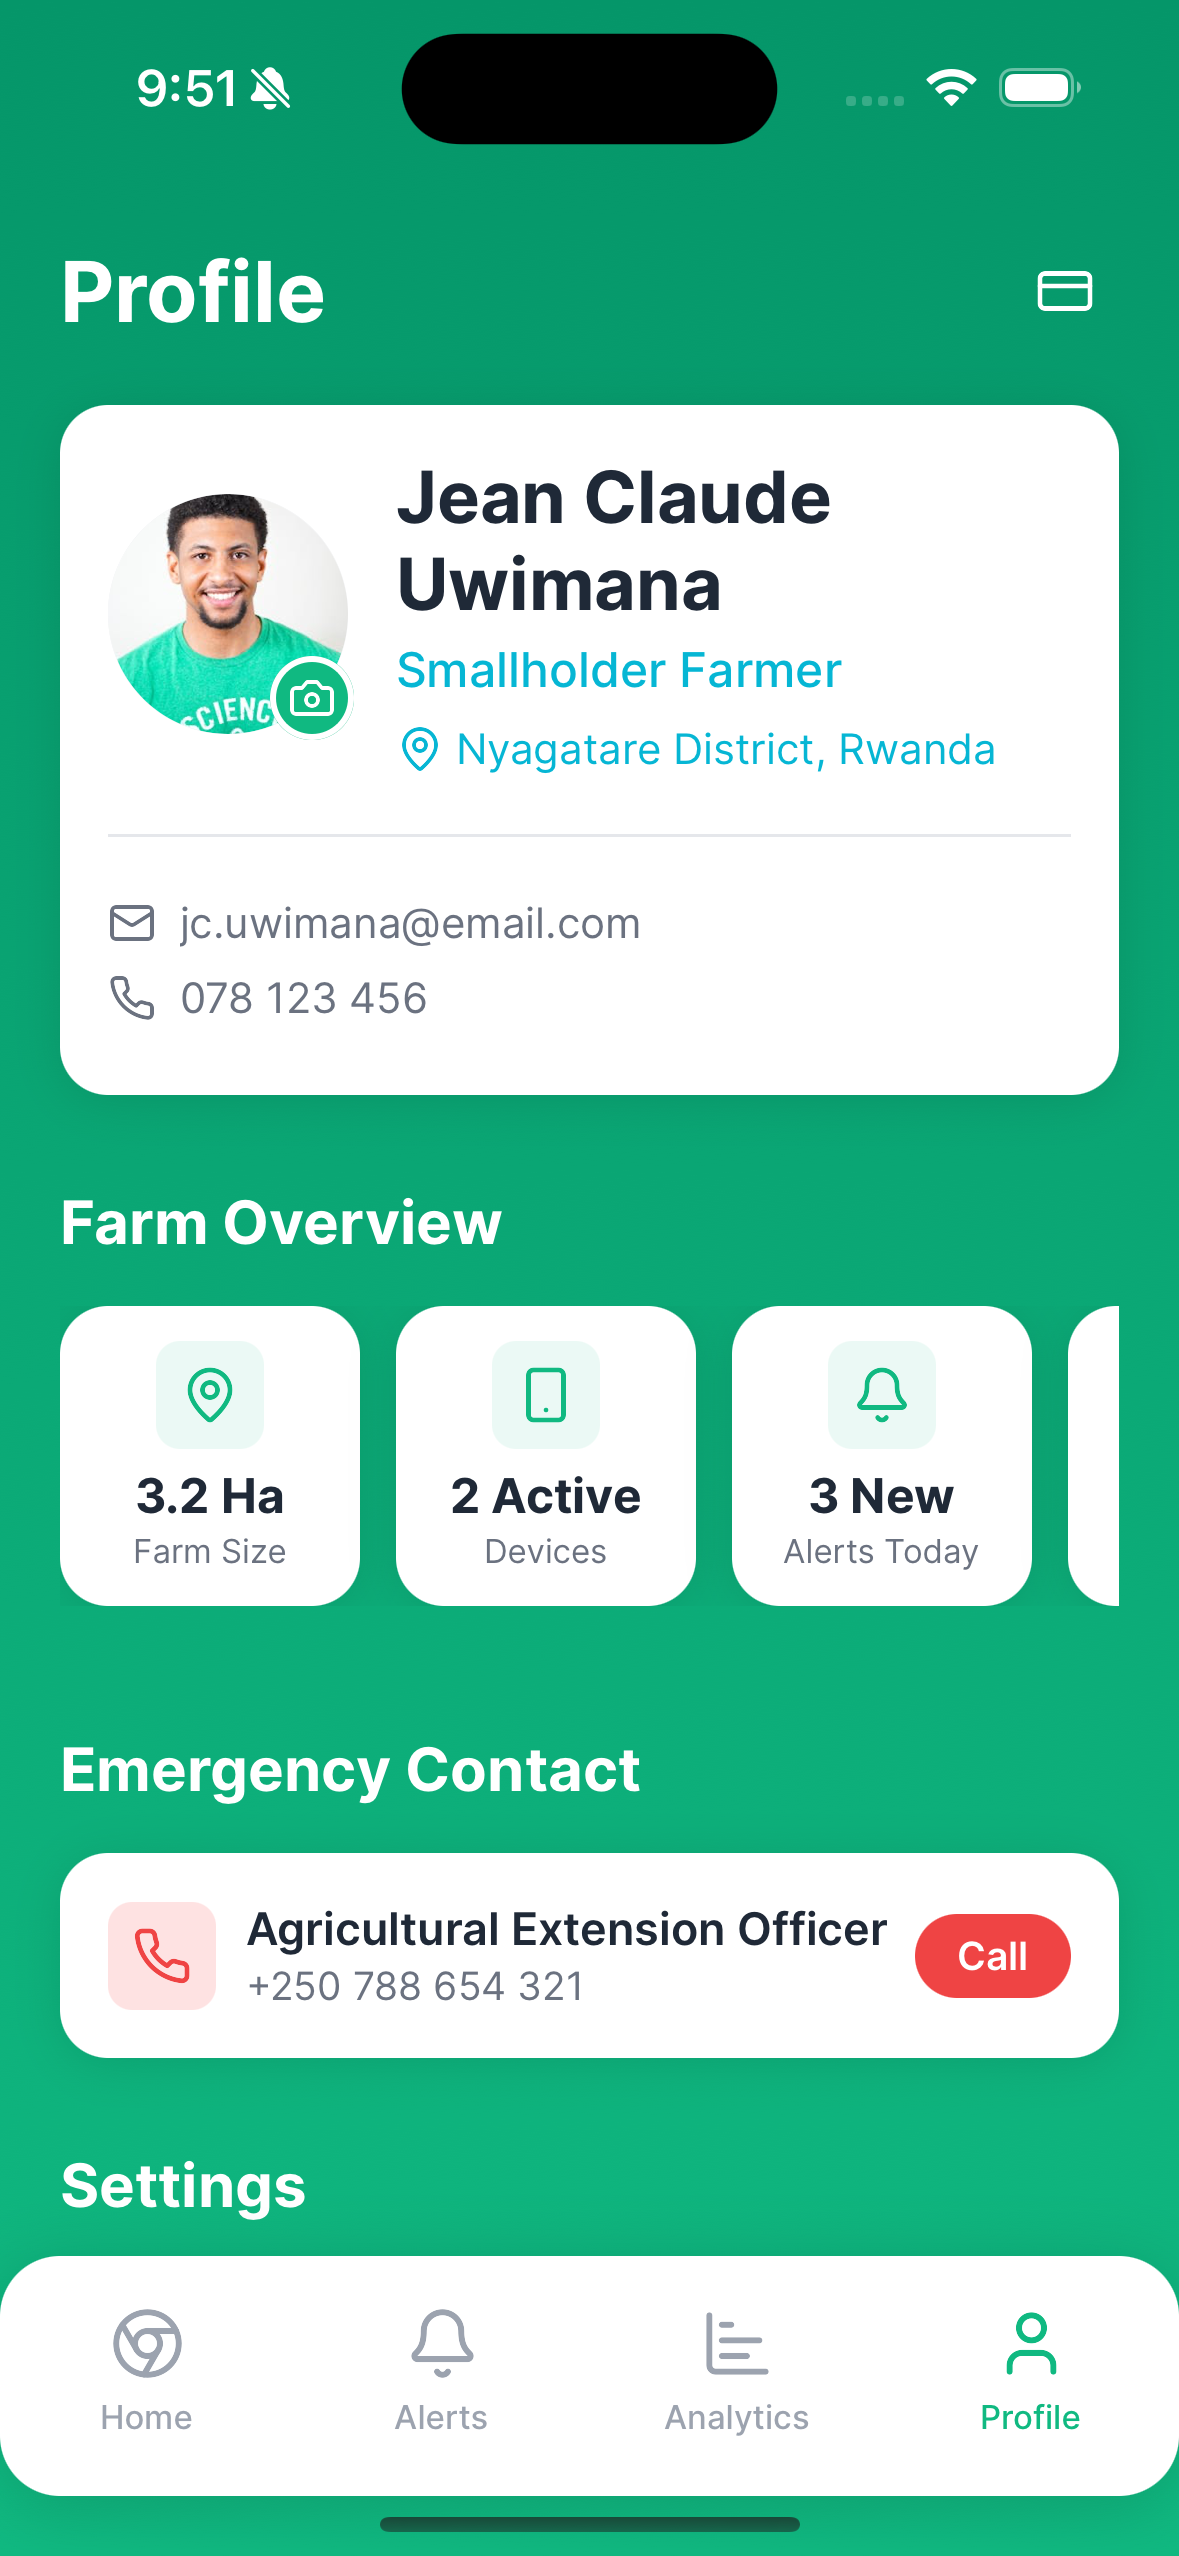 9:51
Profile
Jean Claude
Uwimana
Smallholder Farmer
Nyagatare District, Rwanda
SCIENC
jc.uwimana@email.com
078 123 456
Farm Overview
3.2 Ha
Farm Size
2 Active
Devices
3 New
Alerts Today
Emergency Contact
Agricultural Extension Officer
+250 788 654 321
Call
Settings
Home
Alerts
Analytics
Profile